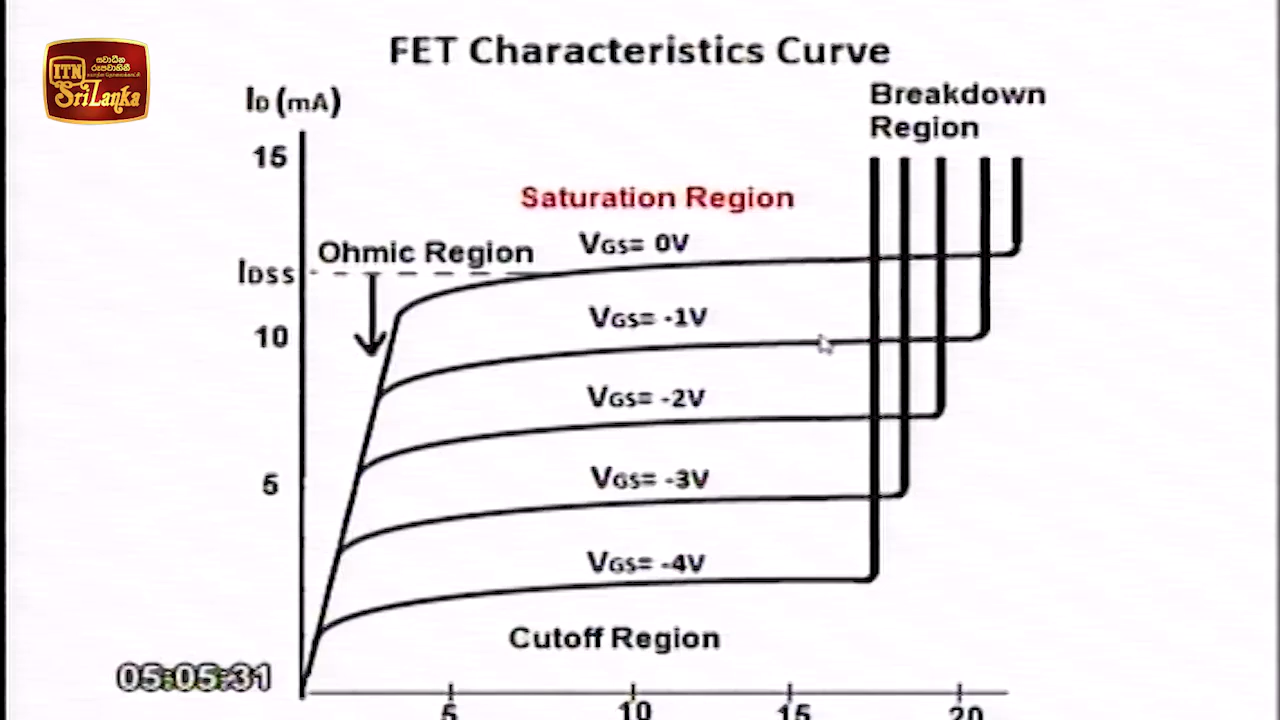 FET Characteristics Curve
ITN
ස්වාධීන
රූපවාහිනී
SriLanka
ID (mA)
Breakdown
Region
15
Saturation Region
VGS= 0V
Ohmic Region
IDSS
VGS= -1V
10
VGS= -2V
VGS= -3V
5
VGS= -4V
Cutoff Region
05:05:31
5
10
15
20